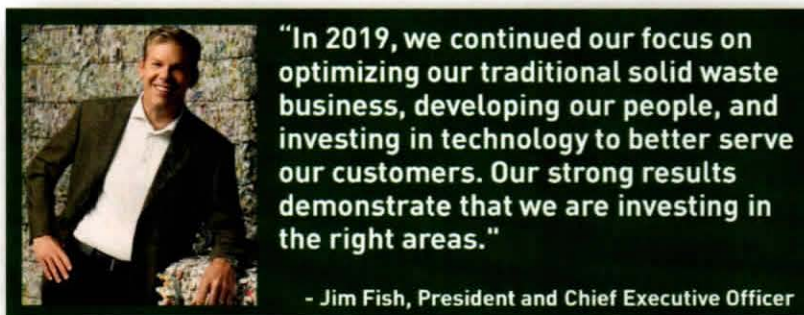 “In 2019, we continued our focus on
optimizing our traditional solid waste
business, developing our people, and
investing in technology to better serve
our customers. Our strong results
demonstrate that we are investing in
the right areas."
- Jim Fish, President and Chief Executive Officer